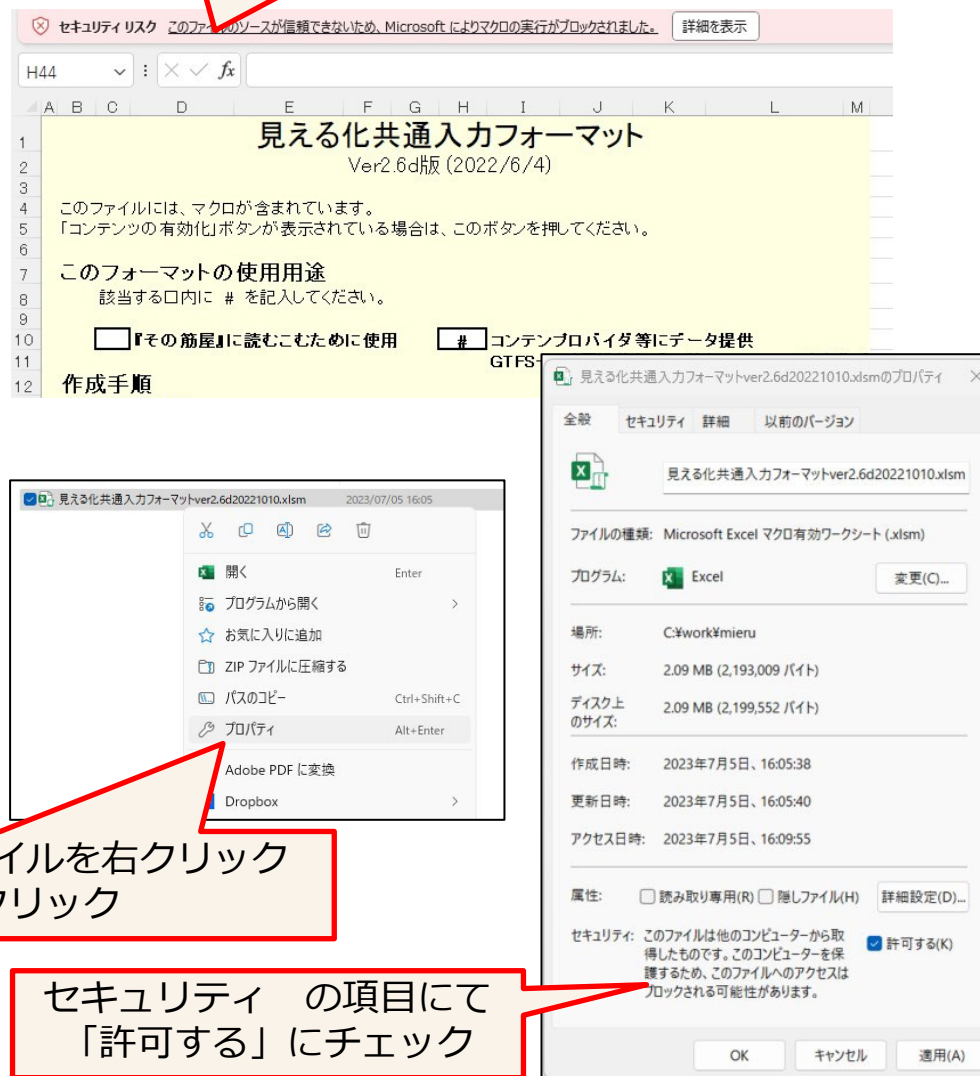 セキュリティ リスク このファイルのソースが信頼できないため、Microsoft によりマクロの実行がブロックされました。 詳細を表示
H44 fx
A B C D E F G H I J K L M
1 見える化共通入力フォーマット
2 Ver2.6d版 (2022/6/4)
3
4 このファイルには、マクロが含まれています。
5 「コンテンツの有効化」ボタンが表示されている場合は、このボタンを押してください。
6
7 このフォーマットの使用用途
8 該当する口内に # を記入してください。
9
10 『その筋屋』に読むこむために使用 # コンテンプロバイダ等にデータ提供
11 GTFS-
12 作成手順
見える化共通入力フォーマットver2.6d20221010.xlsm 2023/07/05 16:05
開く Enter
プログラムから開く >
お気に入りに追加
ZIP ファイルに圧縮する
パスのコピー Ctrl+Shift+C
プロパティ Alt+Enter
Adobe PDF に変換
Dropbox >
イルを右クリック
クリック
見える化共通入力フォーマットver2.6d20221010.xlsmのプロパティ
全般 セキュリティ 詳細 以前のバージョン
見える化共通入力フォーマットver2.6d20221010.xlsm
ファイルの種類: Microsoft Excel マクロ有効ワークシート (.xlsm)
プログラム: Excel 変更(C)...
場所: C:¥work¥mieru
サイズ: 2.09 MB (2,193,009 バイト)
ディスク上
のサイズ: 2.09 MB (2,199,552 バイト)
作成日時: 2023年7月5日、16:05:38
更新日時: 2023年7月5日、16:05:40
アクセス日時: 2023年7月5日、16:09:55
属性: 読み取り専用(R) 隠しファイル(H) 詳細設定(D)...
セキュリティ: このファイルは他のコンピューターから取
得したものです。このコンピューターを保
護するため、このファイルへのアクセスは
ブロックされる可能性があります。
許可する(K)
OK キャンセル 適用(A)
セキュリティ の項目にて
「許可する」にチェック